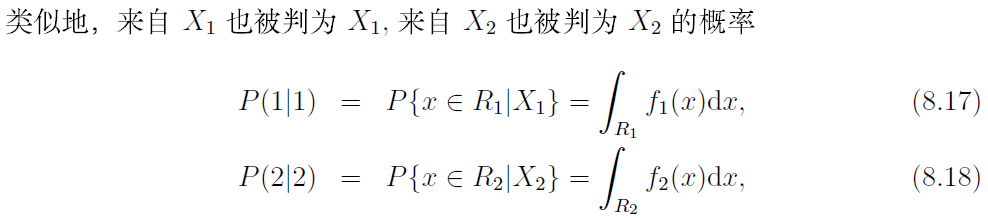 类似地, 来自 X₁ 也被判为 X₁, 来自 X₂ 也被判为 X₂ 的概率
P(1|1) = P{x ∈ R₁|X₁} = ∫_{R₁} f₁(x)dx, (8.17)
P(2|2) = P{x ∈ R₂|X₂} = ∫_{R₂} f₂(x)dx, (8.18)